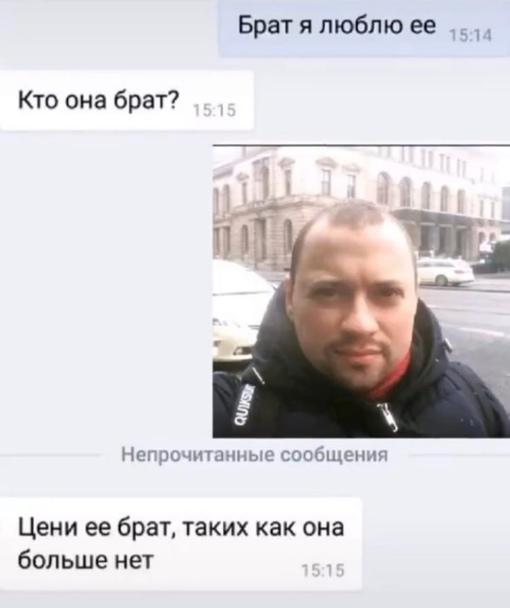 Брат я люблю ее 15:14
Кто она брат? 15:15
QUIKSILV
Непрочитанные сообщения
Цени ее брат, таких как она
больше нет 15:15